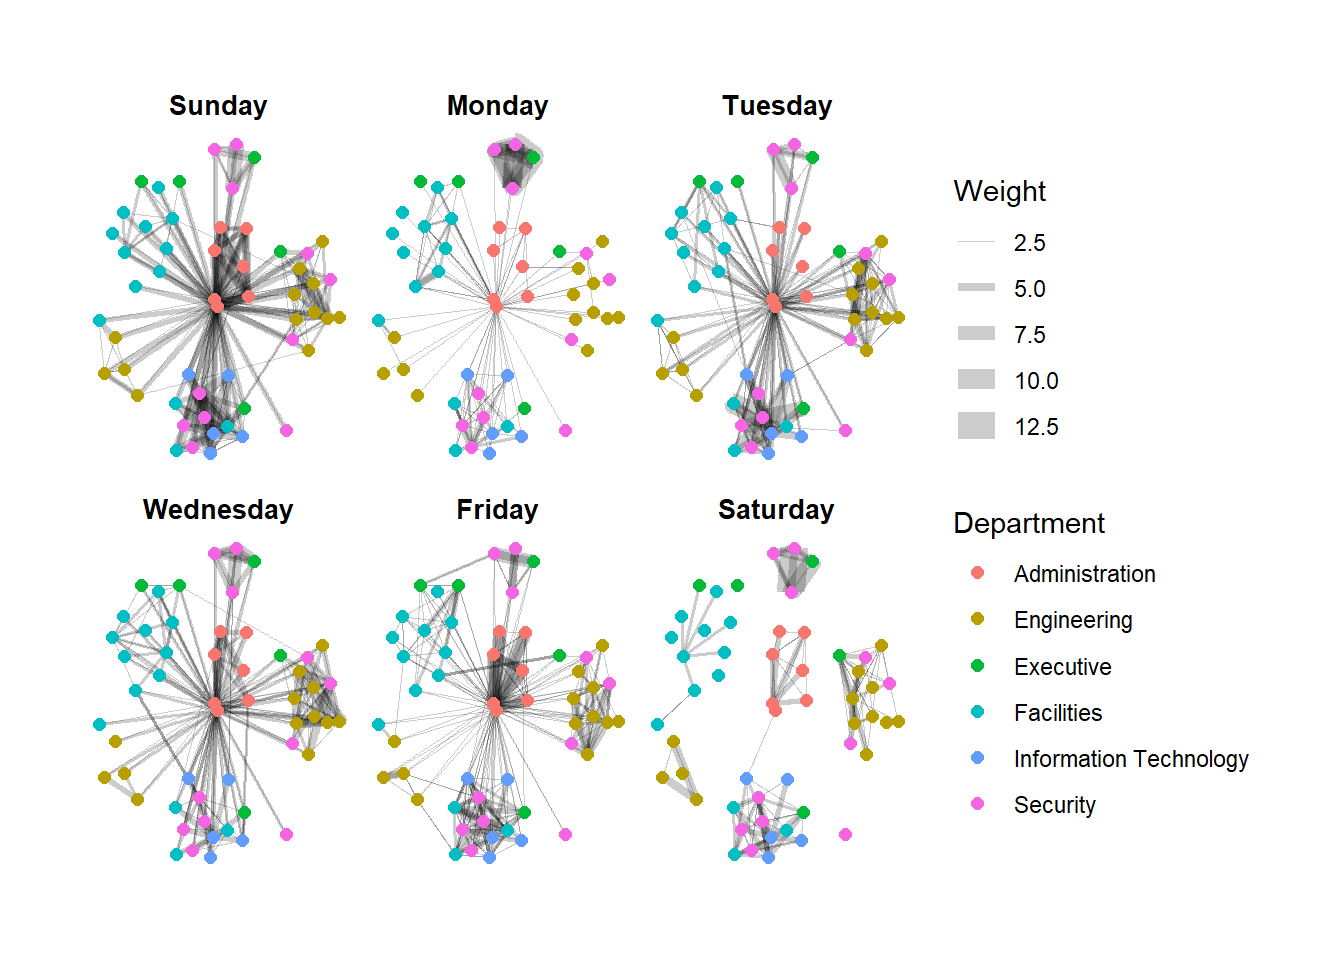 Sunday
Monday
Tuesday
Wednesday
Friday
Saturday
Weight
2.5
5.0
7.5
10.0
12.5
Department
Administration
Engineering
Executive
Facilities
Information Technology
Security